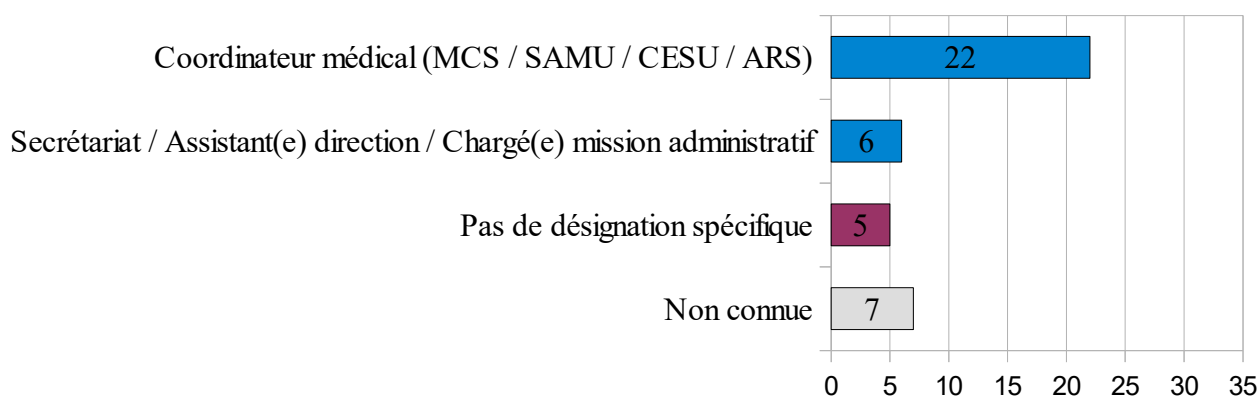 Coordinateur médical (MCS / SAMU / CESU / ARS)
22
Secrétariat / Assistant(e) direction / Chargé(e) mission administratif
6
Pas de désignation spécifique
5
Non connue
7
0 5 10 15 20 25 30 35